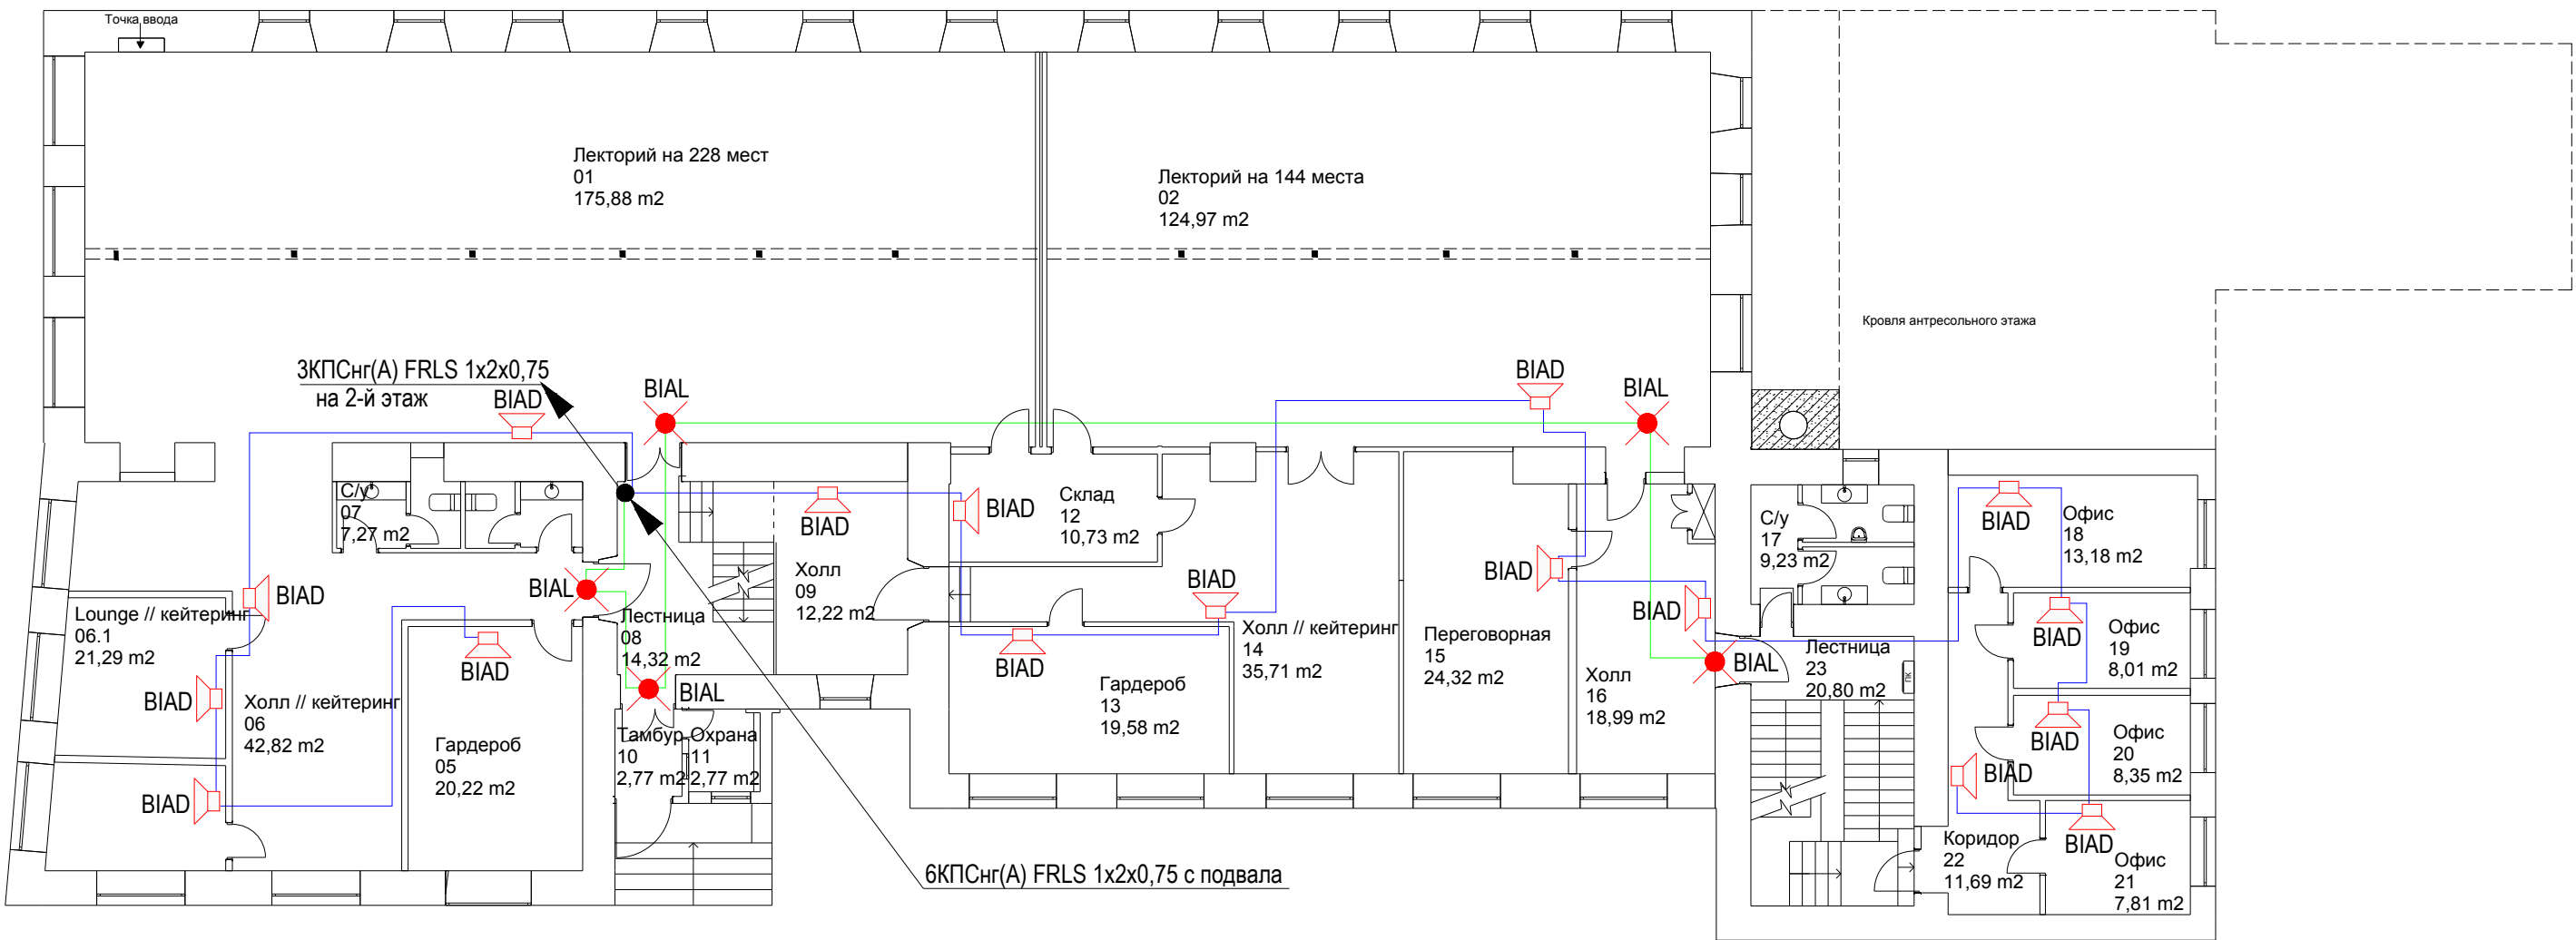 Точка ввода
Лекторий на 228 мест
01
175,88 m2
Лекторий на 144 места
02
124,97 m2
Кровля антресольного этажа
3КПСнг(А) FRLS 1х2х0,75
на 2-й этаж
BIAD
BIAL
BIAD
BIAL
С/у
07
7,27 m2
BIAD
BIAD
Склад
12
10,73 m2
С/у
17
9,23 m2
BIAD
Офис
18
13,18 m2
BIAD
BIAL
Холл
09
12,22 m2
BIAD
BIAD
BIAD
Lounge // кейтеринг
06.1
21,29 m2
Лестница
08
14,32 m2
BIAD
BIAD
Холл // кейтеринг
14
35,71 m2
Переговорная
15
24,32 m2
BIAL
Лестница
23
20,80 m2
ПК
BIAD
Офис
19
8,01 m2
BIAD
Холл // кейтеринг
06
42,82 m2
BIAL
Гардероб
13
19,58 m2
Холл
16
18,99 m2
BIAD
Офис
20
8,35 m2
Гардероб
05
20,22 m2
Тамбур
10
2,77 m2
Охрана
11
2,77 m2
BIAD
BIAD
BIAD
Коридор
22
11,69 m2
Офис
21
7,81 m2
6КПСнг(А) FRLS 1х2х0,75 с подвала